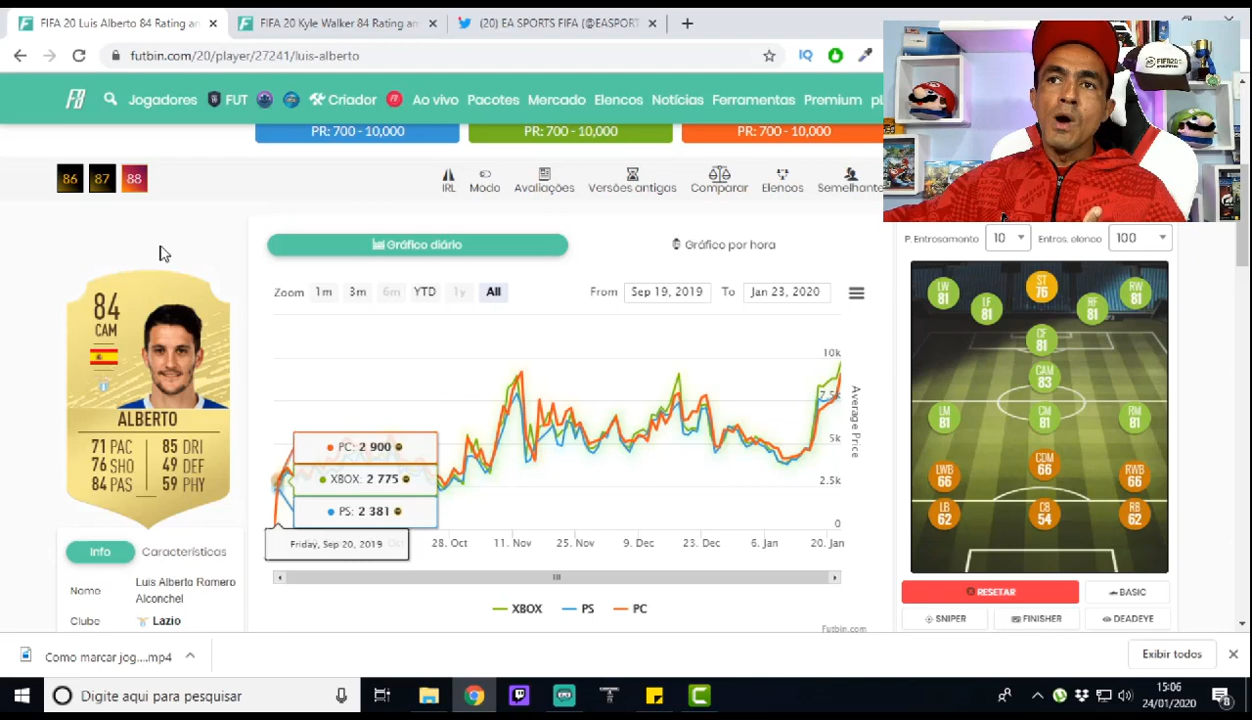 FIFA 20 Luis Alberto 84 Rating an
FIFA 20 Kyle Walker 84 Rating an
(20) EA SPORTS FIFA (@EASPORT
futbin.com/20/player/27241/luis-alberto
IQ
Jogadores
FUT
Criador
Ao vivo
Pacotes
Mercado
Elencos
Notícias
Ferramentas
Premium
PR: 700 - 10,000
PR: 700 - 10,000
PR: 700 - 10,000
86 87 88
IRL
Modo
Avaliações
Versões antigas
Comparar
Elencos
Semelhante
FIFA 20
P. Entrosamento 10
Entros. elenco 100
Gráfico diário
Gráfico por hora
Zoom 1m 3m 6m YTD 1y All
From Sep 19, 2019 To Jan 23, 2020
84
CAM
ALBERTO
71 PAC 85 DRI
76 SHO 49 DEF
84 PAS 59 PHY
10k
7.5k
5k
2.5k
0
Average Price
PC: 2 900
XBOX: 2 775
PS: 2 381
Friday, Sep 20, 2019
28. Oct
11. Nov
25. Nov
9. Dec
23. Dec
6. Jan
20. Jan
XBOX PS PC
Futbin.com
LW
81
ST
76
RW
81
LF
81
RF
81
CF
81
CAM
83
LM
81
CM
81
RM
81
LWB
66
CDM
66
RWB
66
LB
62
CB
54
RB
62
RESETAR
BASIC
SNIPER
FINISHER
DEADEYE
Info
Características
Nome
Luis Alberto Romero
Alconchel
Clube
Lazio
Como marcar jog....mp4
Exibir todos
Digite aqui para pesquisar
15:06
24/01/2020
8